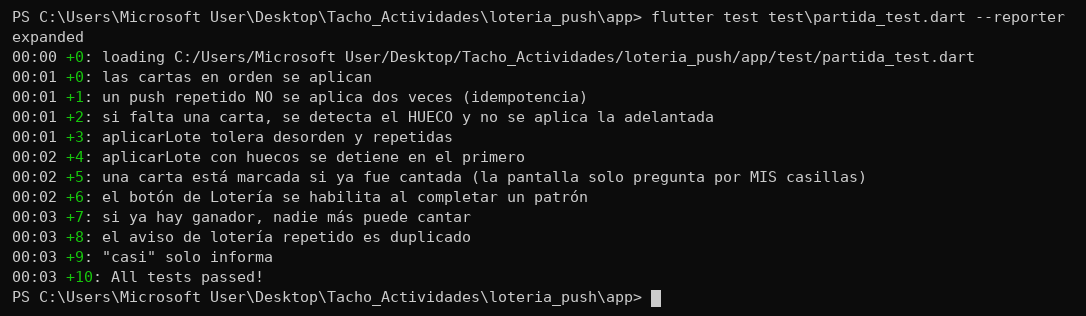 PS C:\Users\Microsoft User\Desktop\Tacho_Actividades\loteria_push\app> flutter test test\partida_test.dart --reporter
expanded
00:00 +0: loading C:/Users/Microsoft User/Desktop/Tacho_Actividades/loteria_push/app/test/partida_test.dart
00:01 +0: las cartas en orden se aplican
00:01 +1: un push repetido NO se aplica dos veces (idempotencia)
00:01 +2: si falta una carta, se detecta el HUECO y no se aplica la adelantada
00:01 +3: aplicarLote tolera desorden y repetidas
00:02 +4: aplicarLote con huecos se detiene en el primero
00:02 +5: una carta está marcada si ya fue cantada (la pantalla solo pregunta por MIS casillas)
00:02 +6: el botón de Lotería se habilita al completar un patrón
00:03 +7: si ya hay ganador, nadie más puede cantar
00:03 +8: el aviso de lotería repetido es duplicado
00:03 +9: "casi" solo informa
00:03 +10: All tests passed!
PS C:\Users\Microsoft User\Desktop\Tacho_Actividades\loteria_push\app>